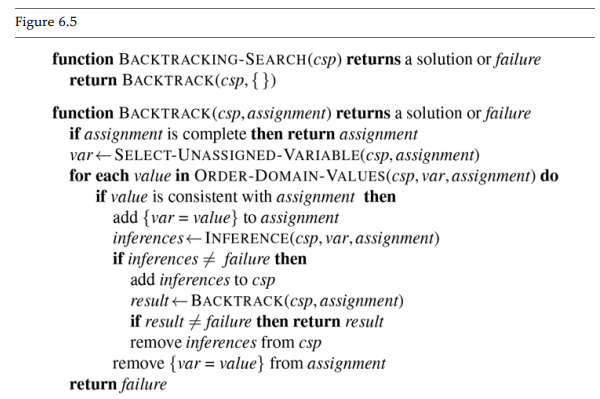 Figure 6.5
function BACKTRACKING-SEARCH(csp) returns a solution or failure
return BACKTRACK(csp, { })
function BACKTRACK(csp, assignment) returns a solution or failure
if assignment is complete then return assignment
var ← SELECT-UNASSIGNED-VARIABLE(csp, assignment)
for each value in ORDER-DOMAIN-VALUES(csp, var, assignment) do
if value is consistent with assignment then
add {var = value} to assignment
inferences ← INFERENCE(csp, var, assignment)
if inferences ≠ failure then
add inferences to csp
result ← BACKTRACK(csp, assignment)
if result ≠ failure then return result
remove inferences from csp
remove {var = value} from assignment
return failure